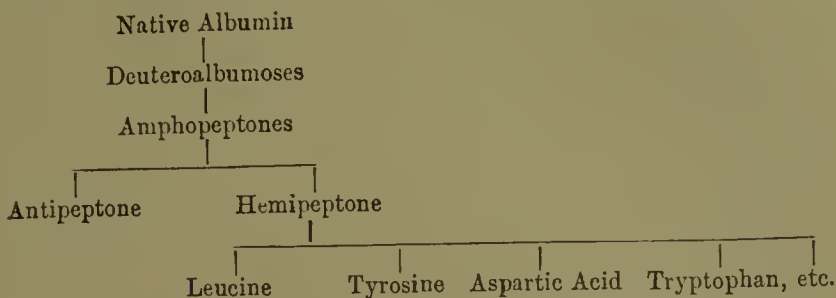 Native Albumin
Deuteroalbumoses
Amphopeptones
Antipeptone Hemipeptone
Leucine Tyrosine Aspartic Acid Tryptophan, etc.